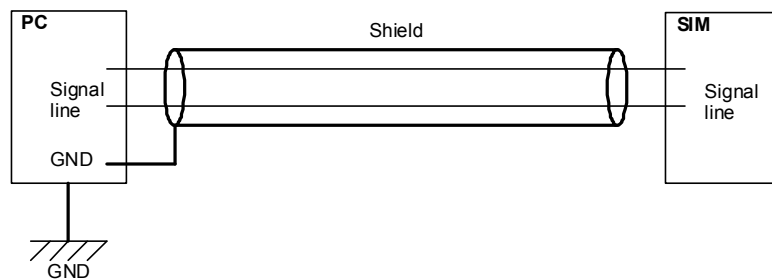 PC
Shield
SIM
Signal
line
Signal
line
GND
GND